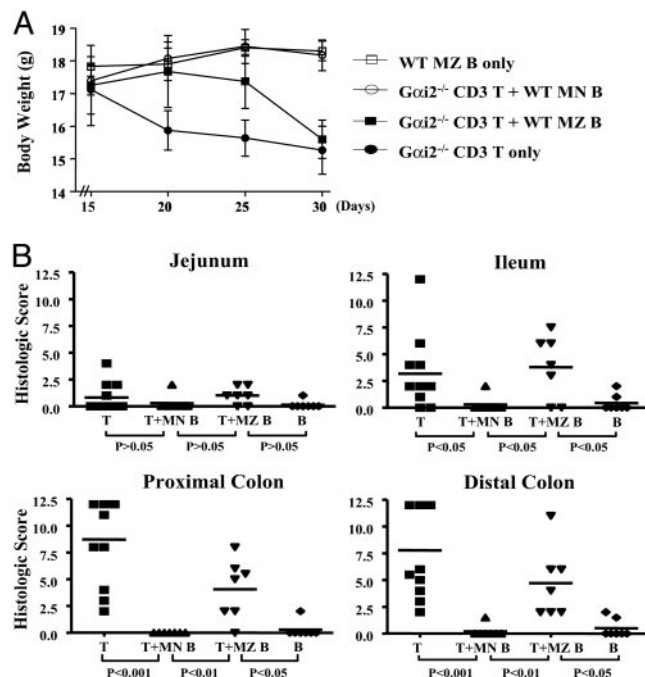 A
Body Weight (g)
19
18
17
16
15
14
15 20 25 30 (Days)
WT MZ B only
Gαi2-/- CD3 T + WT MN B
Gαi2-/- CD3 T + WT MZ B
Gαi2-/- CD3 T only
B
Jejunum
Histologic Score
12.5
10.0
7.5
5.0
2.5
0.0
T T+MN B T+MZ B B
P>0.05 P>0.05 P>0.05
Ileum
12.5
10.0
7.5
5.0
2.5
0.0
T T+MN B T+MZ B B
P<0.05 P<0.05 P<0.05
Proximal Colon
Histologic Score
12.5
10.0
7.5
5.0
2.5
0.0
T T+MN B T+MZ B B
P<0.001 P<0.01 P<0.05
Distal Colon
12.5
10.0
7.5
5.0
2.5
0.0
T T+MN B T+MZ B B
P<0.001 P<0.01 P<0.05